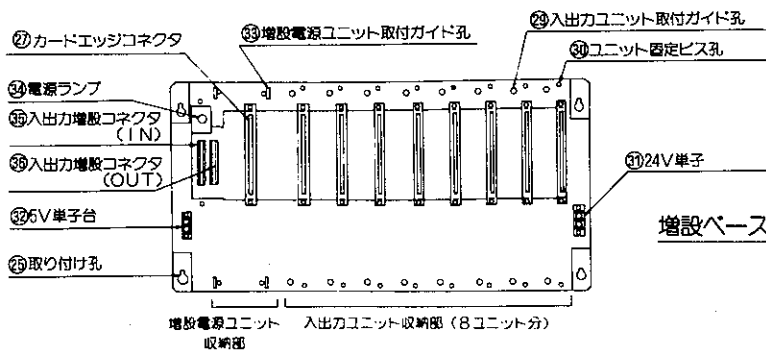 ㉗カードエッジコネクタ
㉝増設電源ユニット取付ガイド孔
㉙入出力ユニット取付ガイド孔
㉚ユニット固定ビス孔
㉞電源ランプ
㉟入出力増設コネクタ
(IN)
㊱入出力増設コネクタ
(OUT)
㉛24V単子
㉜5V単子台
増設ベース
㉕取り付け孔
増設電源ユニット
収納部
入出力ユニット収納部(8ユニット分)